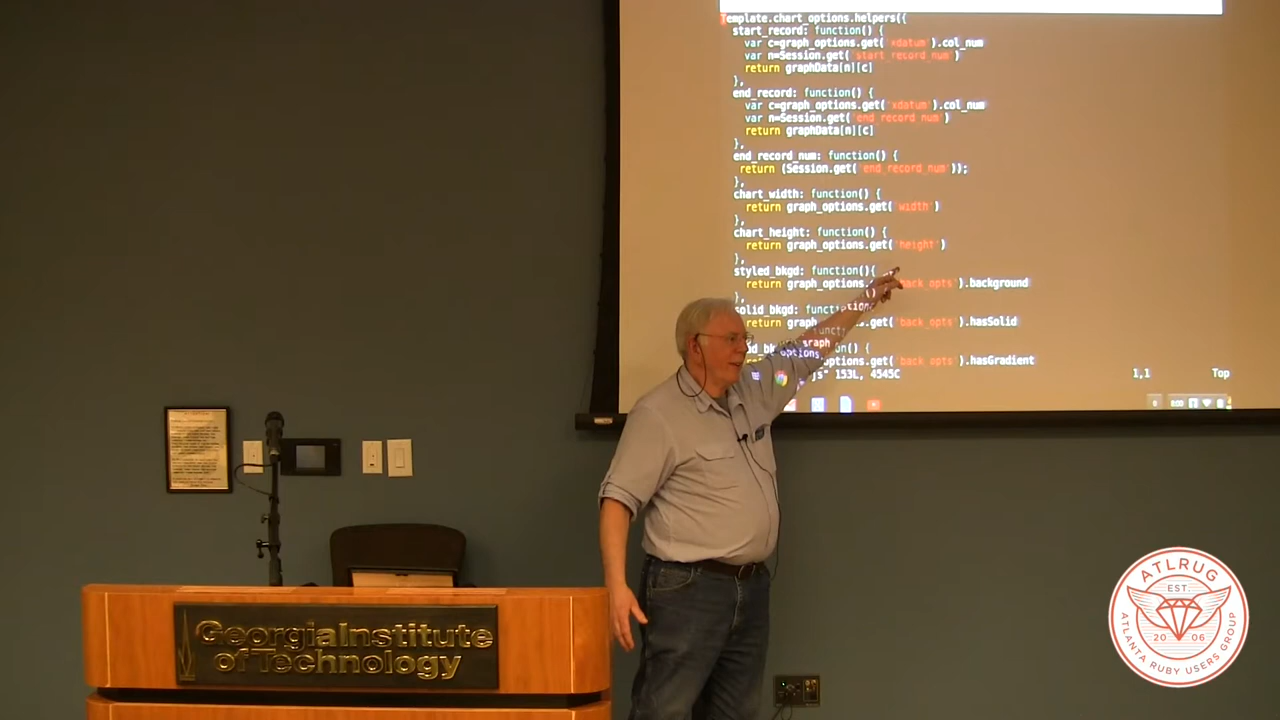 Template.chart_options.helpers({
start_record: function() {
var c=graph_options.get('xdatum').col_num
var n=Session.get('start_record_num')
return graphData[n][c]
},
end_record: function() {
var c=graph_options.get('xdatum').col_num
var n=Session.get('end_record_num')
return graphData[n][c]
},
end_record_num: function() {
return (Session.get('end_record_num'));
},
chart_width: function() {
return graph_options.get('width')
},
chart_height: function() {
return graph_options.get('height')
},
styled_bkgd: function(){
return graph_options. back_opts').background
},
solid_bkgd: function
return graph .get('back_opts').hasSolid
on() {
options.get('back_opts').hasGradient
js" 153L, 4545C 1,1 Top
Georgia Institute
of Technology
ATLRUG
EST.
20 06
ATLANTA RUBY USERS GROUP